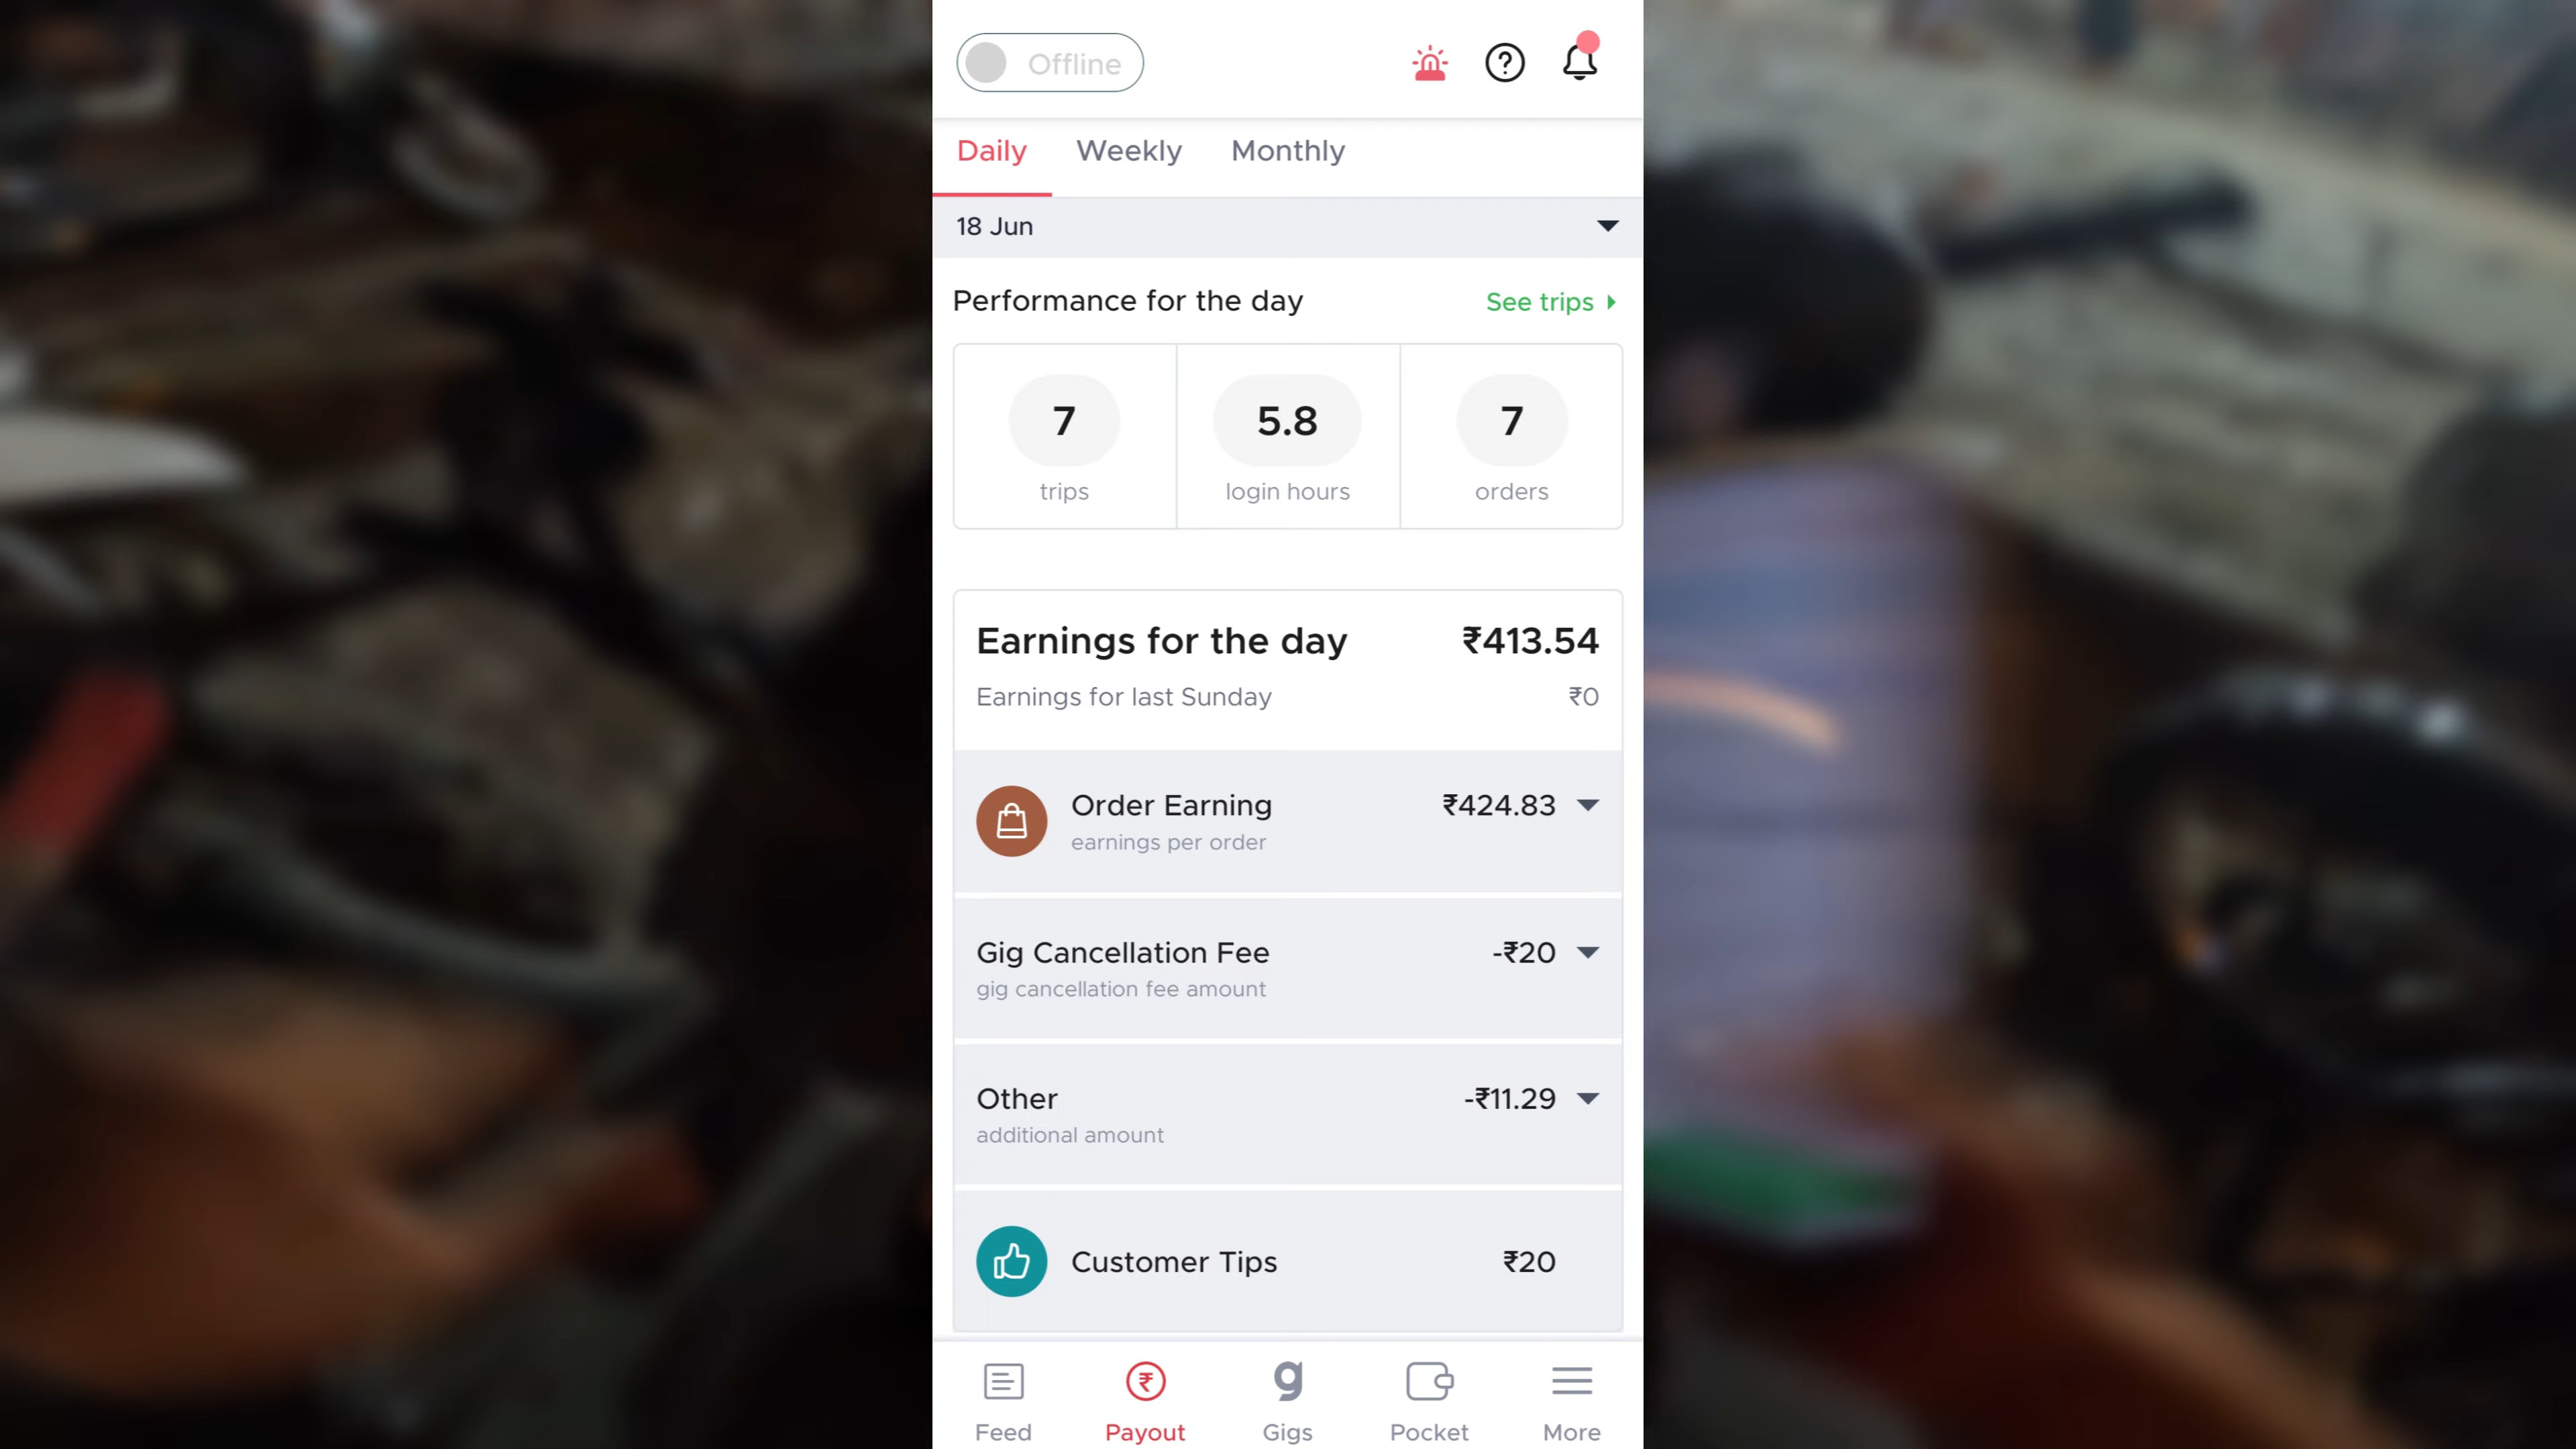 Offline
Daily Weekly Monthly
18 Jun
Performance for the day See trips
7 5.8 7
trips login hours orders
Earnings for the day ₹413.54
Earnings for last Sunday ₹0
Order Earning ₹424.83
earnings per order
Gig Cancellation Fee -₹20
gig cancellation fee amount
Other -₹11.29
additional amount
Customer Tips ₹20
Feed Payout Gigs Pocket More